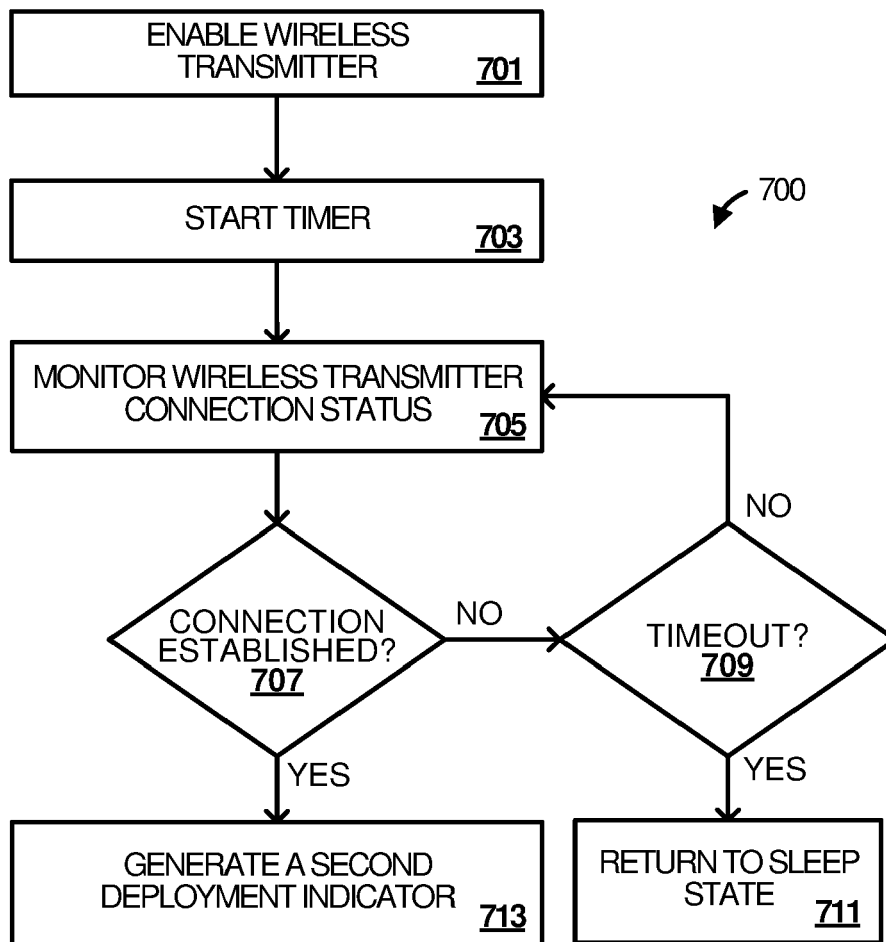 ENABLE WIRELESS
TRANSMITTER
701
START TIMER
703
700
MONITOR WIRELESS TRANSMITTER
CONNECTION STATUS
705
NO
CONNECTION
ESTABLISHED?
707
NO
TIMEOUT?
709
YES
YES
GENERATE A SECOND
DEPLOYMENT INDICATOR
713
RETURN TO SLEEP
STATE
711